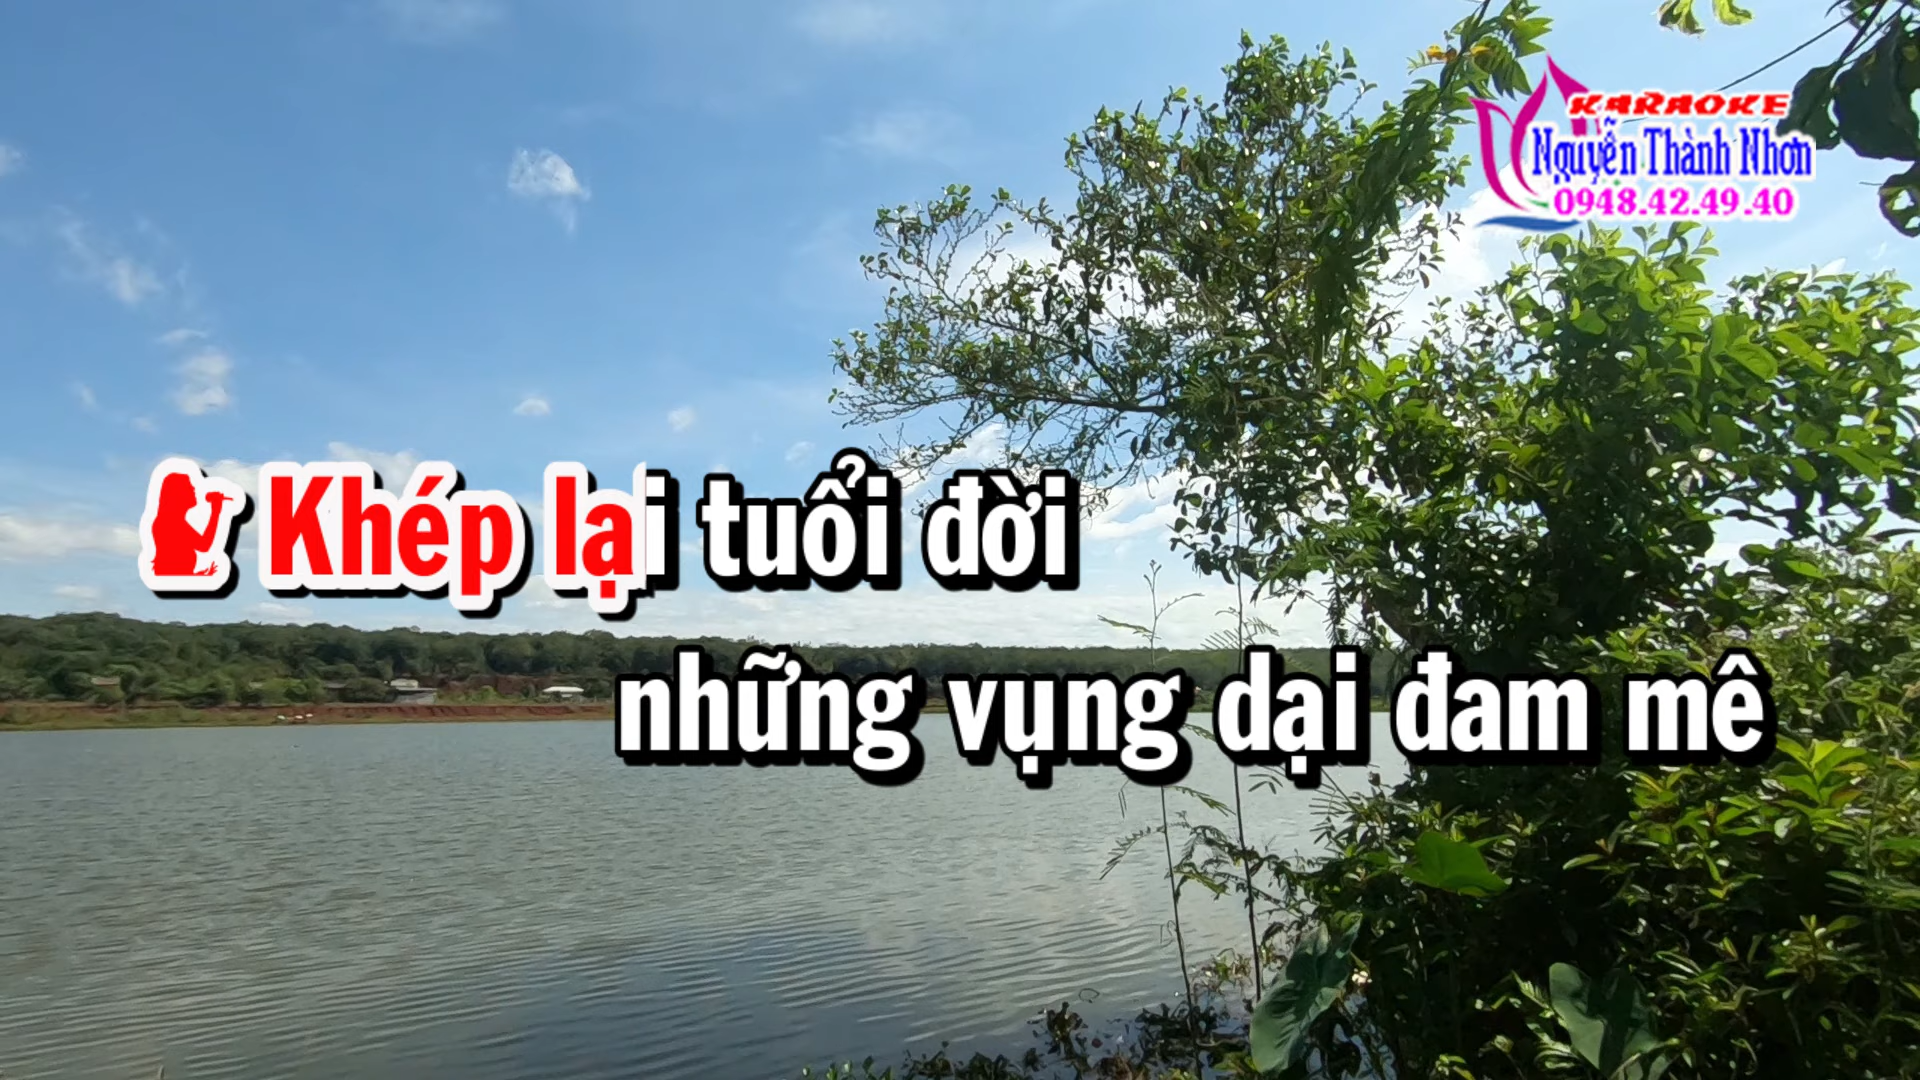 KARAOKE
Nguyễn Thành Nhơn
0948.42.49.40
Khép lại tuổi đời
những vụng dại đam mê